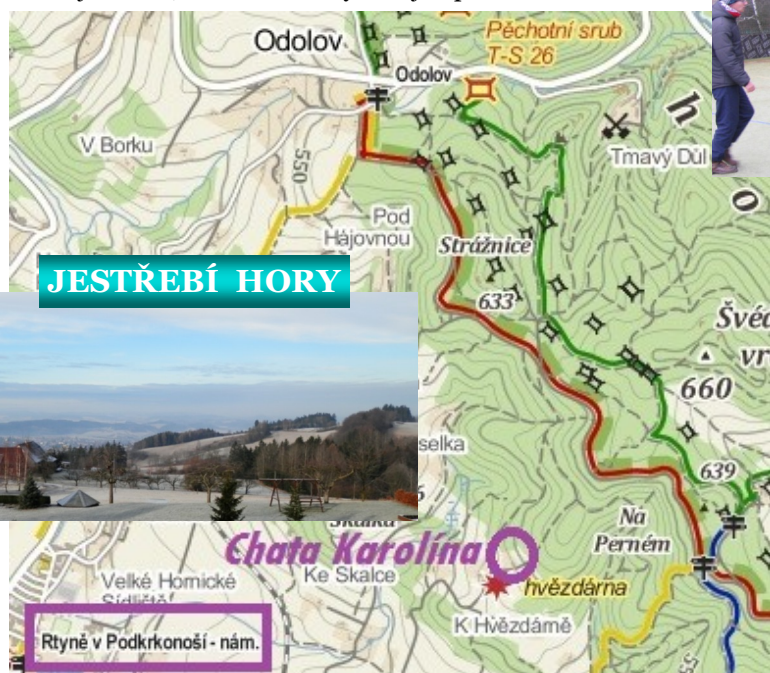 Pěchotní srub
T-S 26
Odolov
Odolov
V Borku
550
Tmavý Důl
h
o
Pod
Hájovnou
Strážnice
633
JESTŘEBÍ HORY
660
639
Na
Perném
Chata Karolína
Ke Skalce
hvězdárna
Velké Hornické
Sídliště
K Hvězdárně
Rtyně v Podkrkonoší - nám.